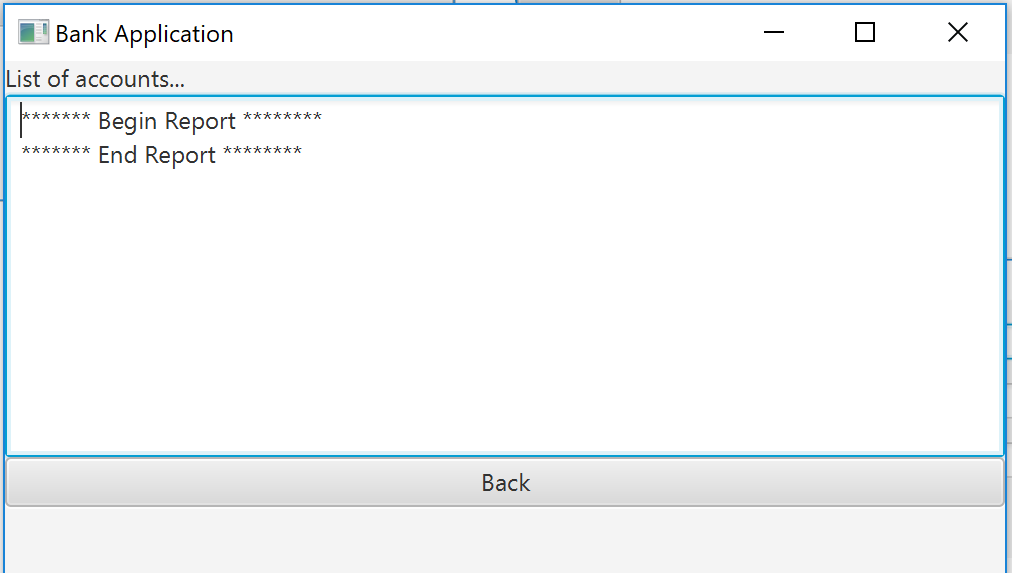 Bank Application
List of accounts...
******* Begin Report ********
******* End Report ********
Back